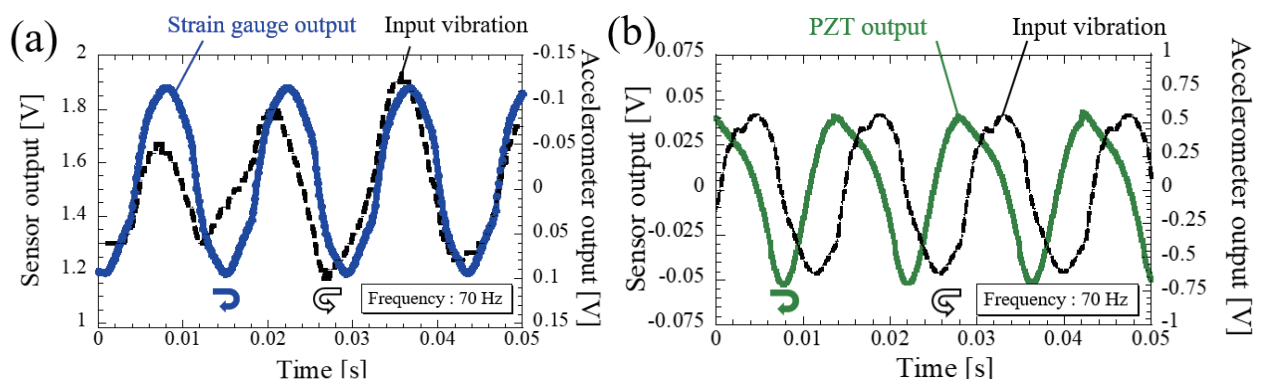 (a)
Strain gauge output
Input vibration
Sensor output [V]
2
1.8
1.6
1.4
1.2
1
-0.15
-0.1
-0.05
0
0.05
0.1
0.15
Accelerometer output [V]
Frequency : 70 Hz
0
0.01
0.02
0.03
0.04
0.05
Time [s]
(b)
PZT output
Input vibration
Sensor output [V]
0.075
0.05
0.025
0
-0.025
-0.05
-0.075
1
0.75
0.5
0.25
0
-0.25
-0.5
-0.75
-1
Accelerometer output [V]
Frequency : 70 Hz
0
0.01
0.02
0.03
0.04
0.05
Time [s]